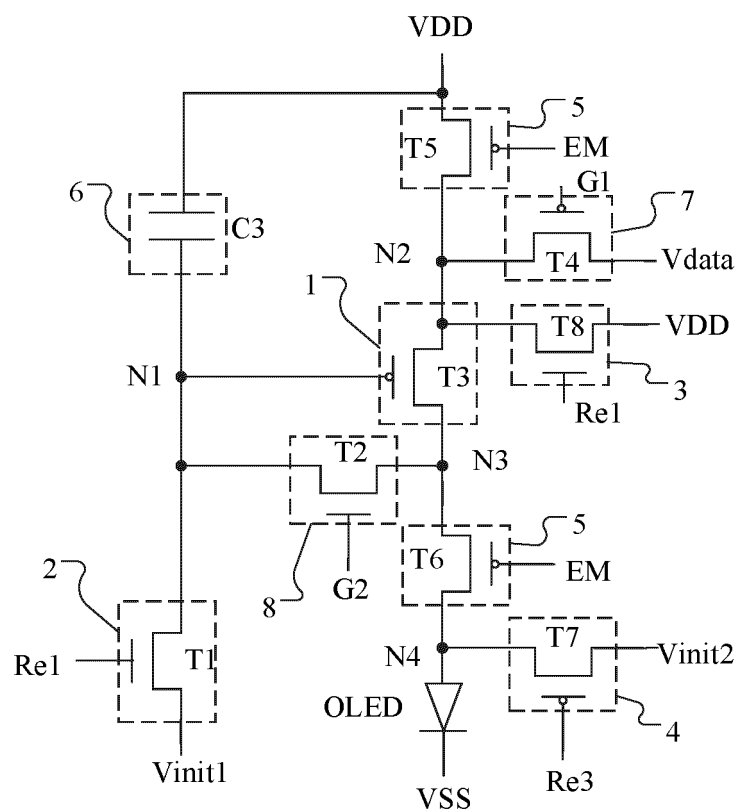 VDD
5
T5
EM
6
C3
G1
7
N2
T4
Vdata
1
T8
VDD
N1
T3
3
Re1
T2
N3
5
2
T6
EM
8
G2
T7
Re1
T1
N4
Vinit2
OLED
4
Vinit1
Re3
VSS